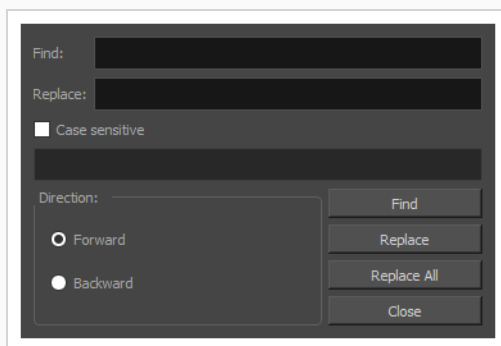 Find:
Replace:
Case sensitive
Direction:
Forward
Backward
Find
Replace
Replace All
Close